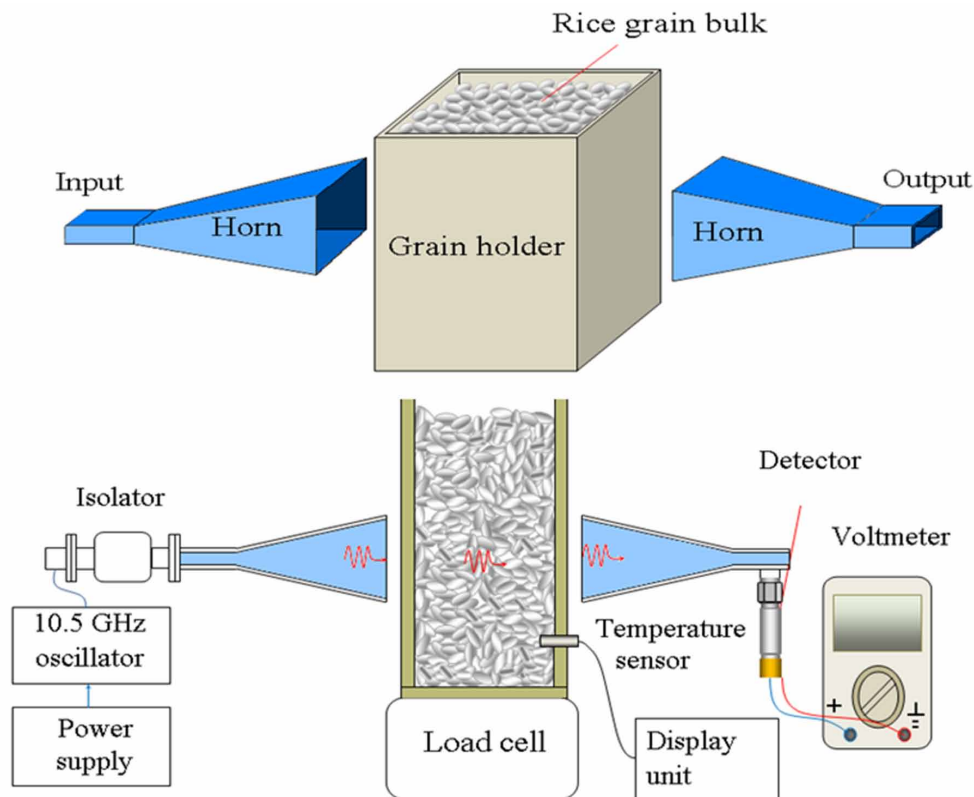 Rice grain bulk
Input
Output
Horn
Horn
Grain holder
Detector
Isolator
Voltmeter
10.5 GHz
oscillator
Temperature
sensor
+
Power
supply
Load cell
Display
unit